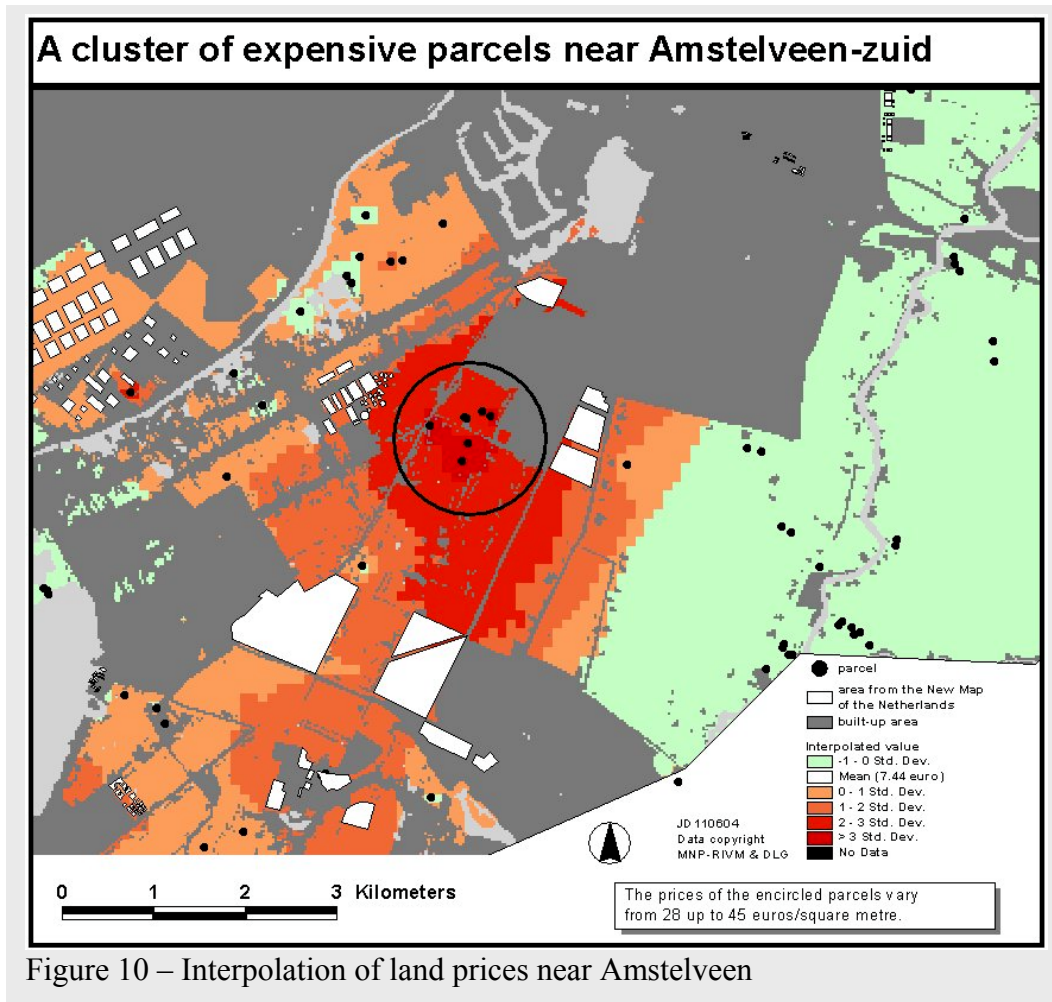 A cluster of expensive parcels near Amstelveen-zuid
parcel
area from the New Map
of the Netherlands
built-up area
Interpolated value
-1 - 0 Std. Dev.
Mean (7.44 euro)
0 - 1 Std. Dev.
1 - 2 Std. Dev.
2 - 3 Std. Dev.
> 3 Std. Dev.
No Data
JD 110604
Data copyright
MNP-RIVM & DLG
0 1 2 3 Kilometers
The prices of the encircled parcels vary
from 28 up to 45 euros/square metre.
Figure 10 – Interpolation of land prices near Amstelveen